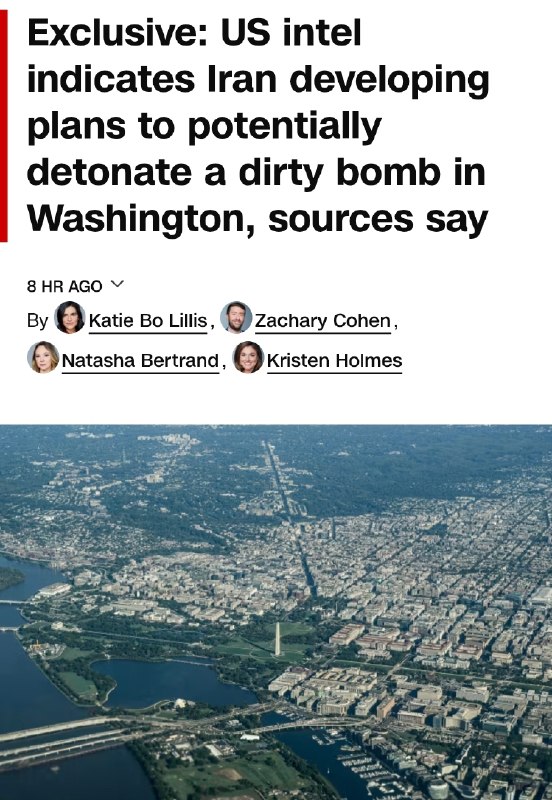 Exclusive: US intel
indicates Iran developing
plans to potentially
detonate a dirty bomb in
Washington, sources say
8 HR AGO
By Katie Bo Lillis, Zachary Cohen,
Natasha Bertrand, Kristen Holmes